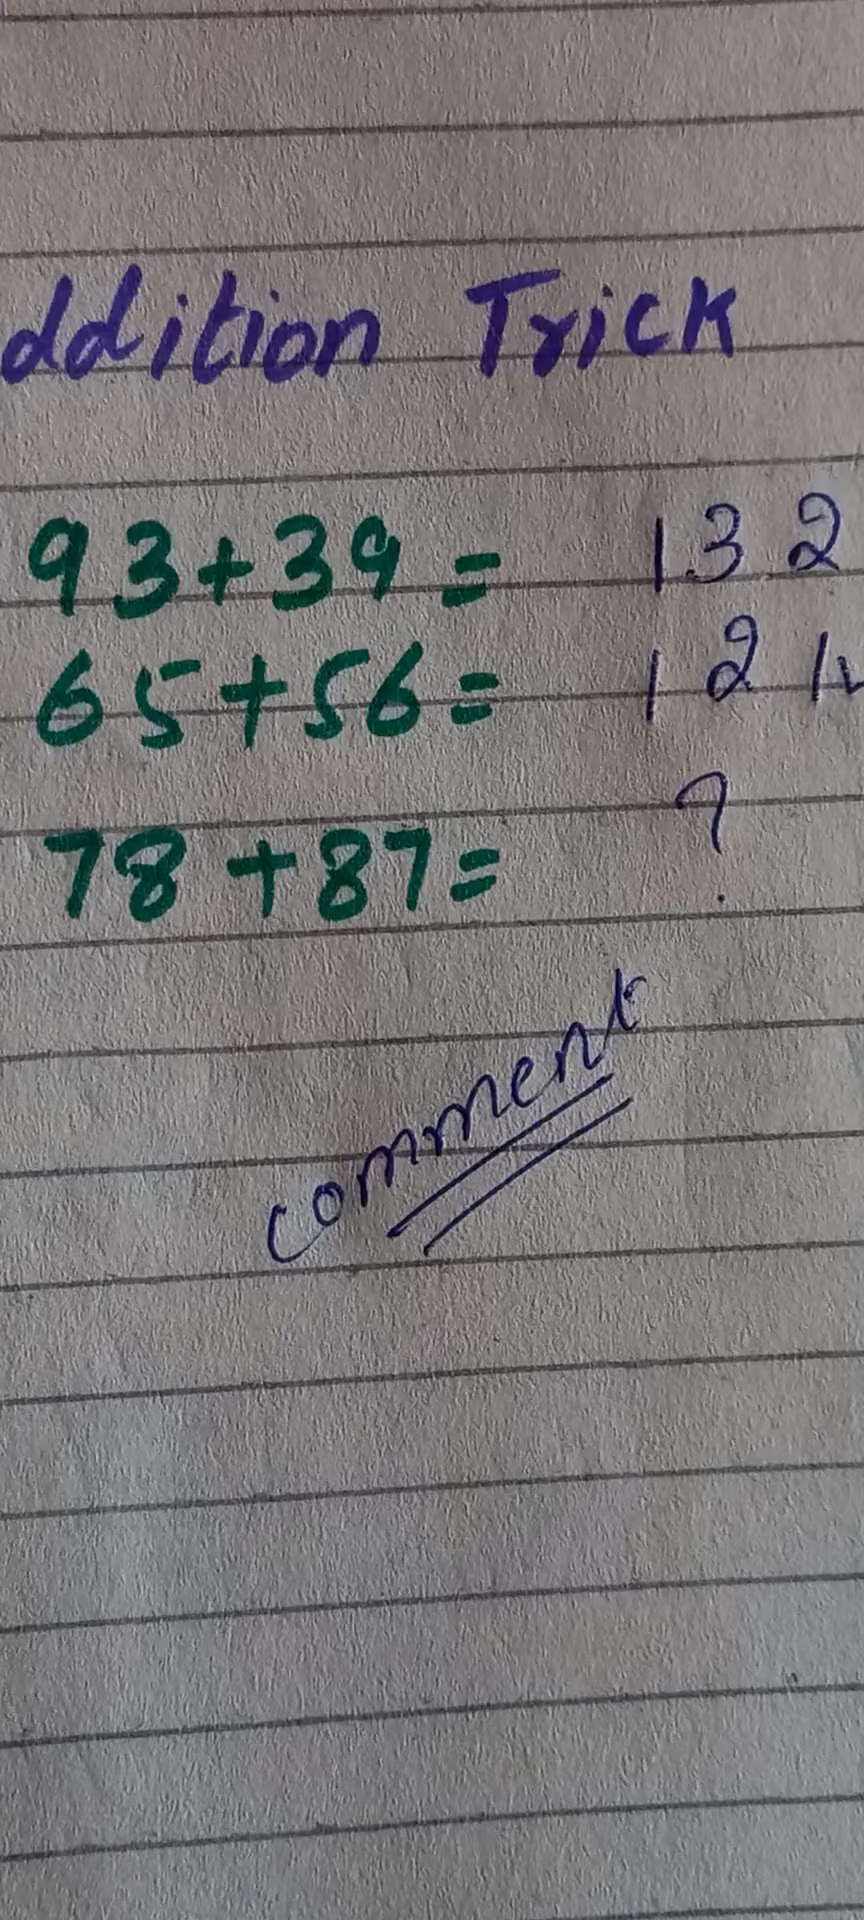 ddition Trick
93+39= 132
65+56= 121
78+87= ?
comment